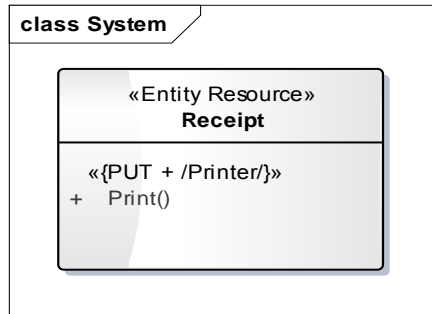 class System
«Entity Resource»
Receipt
«{PUT + /Printer/}»
+ Print()